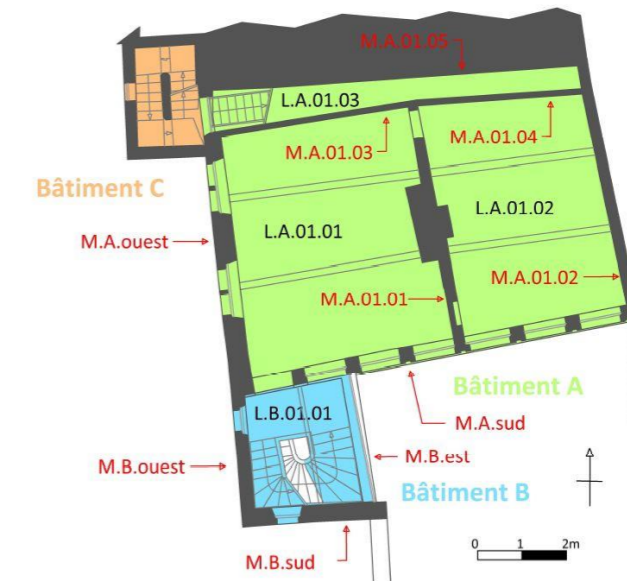 M.A.01.05
L.A.01.03
M.A.01.03
M.A.01.04
Bâtiment C
L.A.01.02
L.A.01.01
M.A.ouest
M.A.01.02
M.A.01.01
Bâtiment A
L.B.01.01
M.A.sud
M.B.est
M.B.ouest
Bâtiment B
0 1 2m
M.B.sud